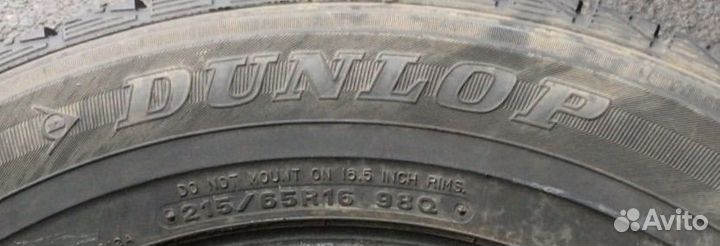 DUNLOP
DO NOT MOUNT ON 16.5 INCH RIMS.
215/65R16 98Q
Avito